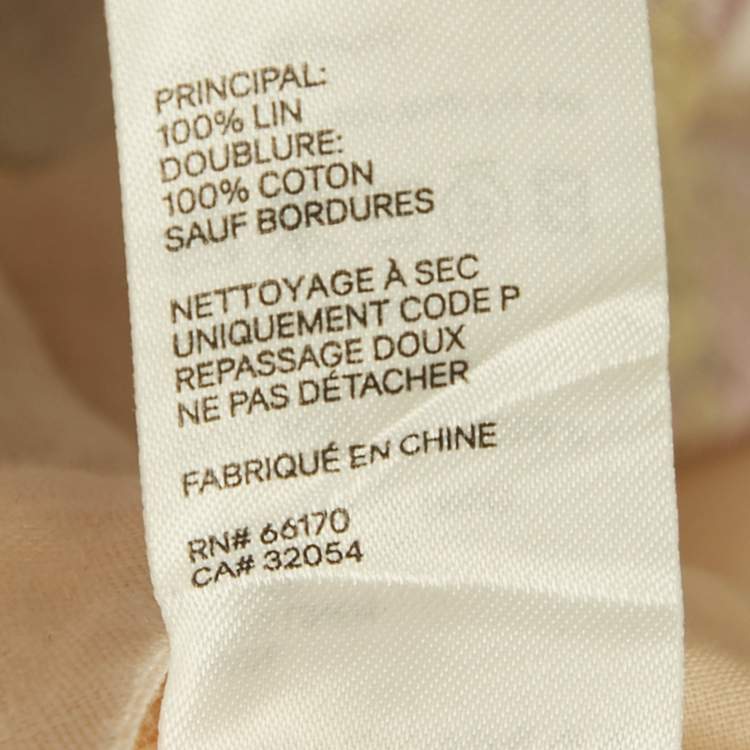 PRINCIPAL:
100% LIN
DOUBLURE:
100% COTON
SAUF BORDURES
NETTOYAGE À SEC
UNIQUEMENT CODE P
REPASSAGE DOUX
NE PAS DÉTACHER
FABRIQUÉ EN CHINE
RN# 66170
CA# 32054